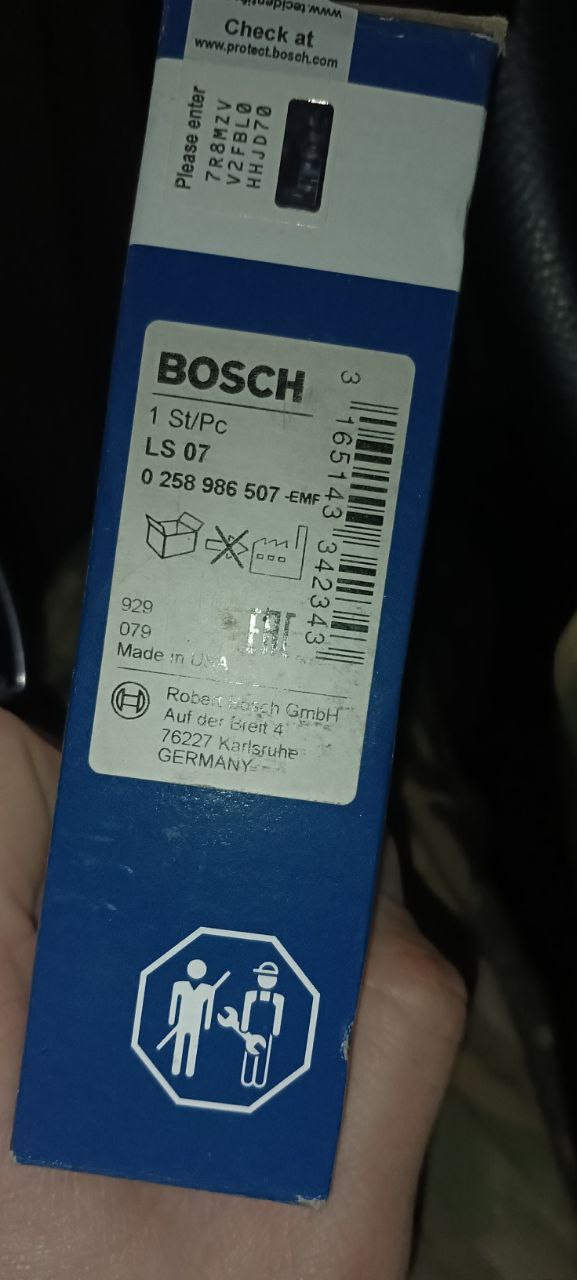 www.tecidentify
Check at
www.protect.bosch.com
Please enter
7R8MZV
V2FBL0
HHJD70
BOSCH
1 St/Pc
LS 07
0 258 986 507 -EMF
3 165143 342343
929
079
EAC
Made in USA
Robert Bosch GmbH
Auf der Breit 4
76227 Karlsruhe
GERMANY